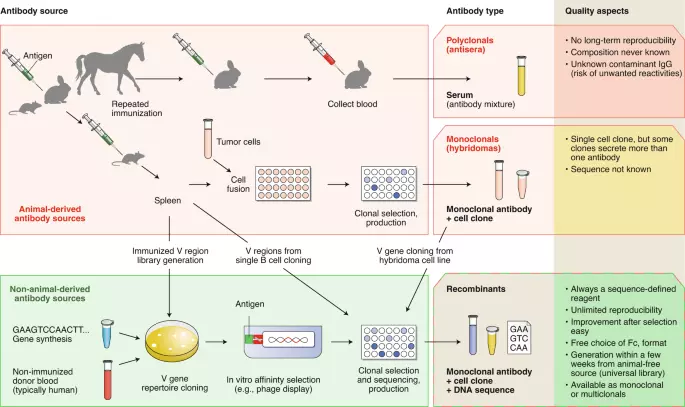 Antibody source
Antibody type
Quality aspects
Antigen
Repeated
immunization
Collect blood
Polyclonals
(antisera)
Serum
(antibody mixture)
• No long-term reproducibility
• Composition never known
• Unknown contaminant IgG
(risk of unwanted reactivities)
Tumor cells
Spleen
Cell
fusion
Clonal selection,
production
Animal-derived
antibody sources
Monoclonals
(hybridomas)
Monoclonal antibody
+ cell clone
• Single cell clone, but some
clones secrete more than
one antibody
• Sequence not known
Immunized V region
library generation
V regions from
single B cell cloning
V gene cloning from
hybridoma cell line
Non-animal-derived
antibody sources
GAAGTCCAACTT...
Gene synthesis
Non-immunized
donor blood
(typically human)
V gene
repertoire cloning
Antigen
In vitro affinity selection
(e.g., phage display)
Clonal selection
and sequencing,
production
Recombinants
GAA
GTC
CAA
Monoclonal antibody
+ cell clone
+ DNA sequence
• Always a sequence-defined
reagent
• Unlimited reproducibility
• Improvement after selection
easy
• Free choice of Fc, format
• Generation within a few
weeks from animal-free
source (universal library)
• Available as monoclonal
or multiclonals